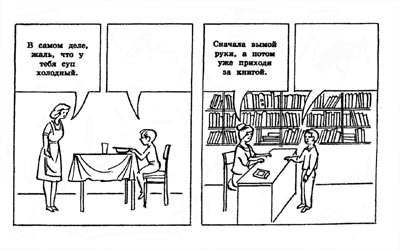 В самом деле,
жаль, что у
тебя суп
холодный.
Сначала вымой
руки, а потом
уже приходи
за книгой.